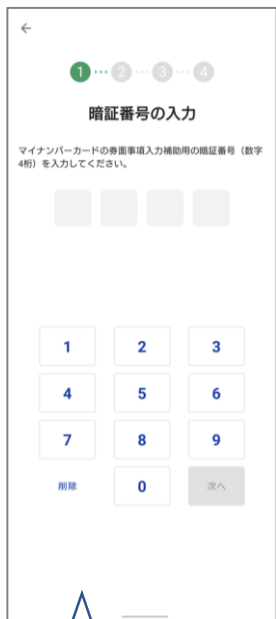 ←
1 … 2 … 3 … 4
暗証番号の入力
マイナンバーカードの券面事項入力補助用の暗証番号（数字
4桁）を入力してください。
1 2 3
4 5 6
7 8 9
削除 0 次へ